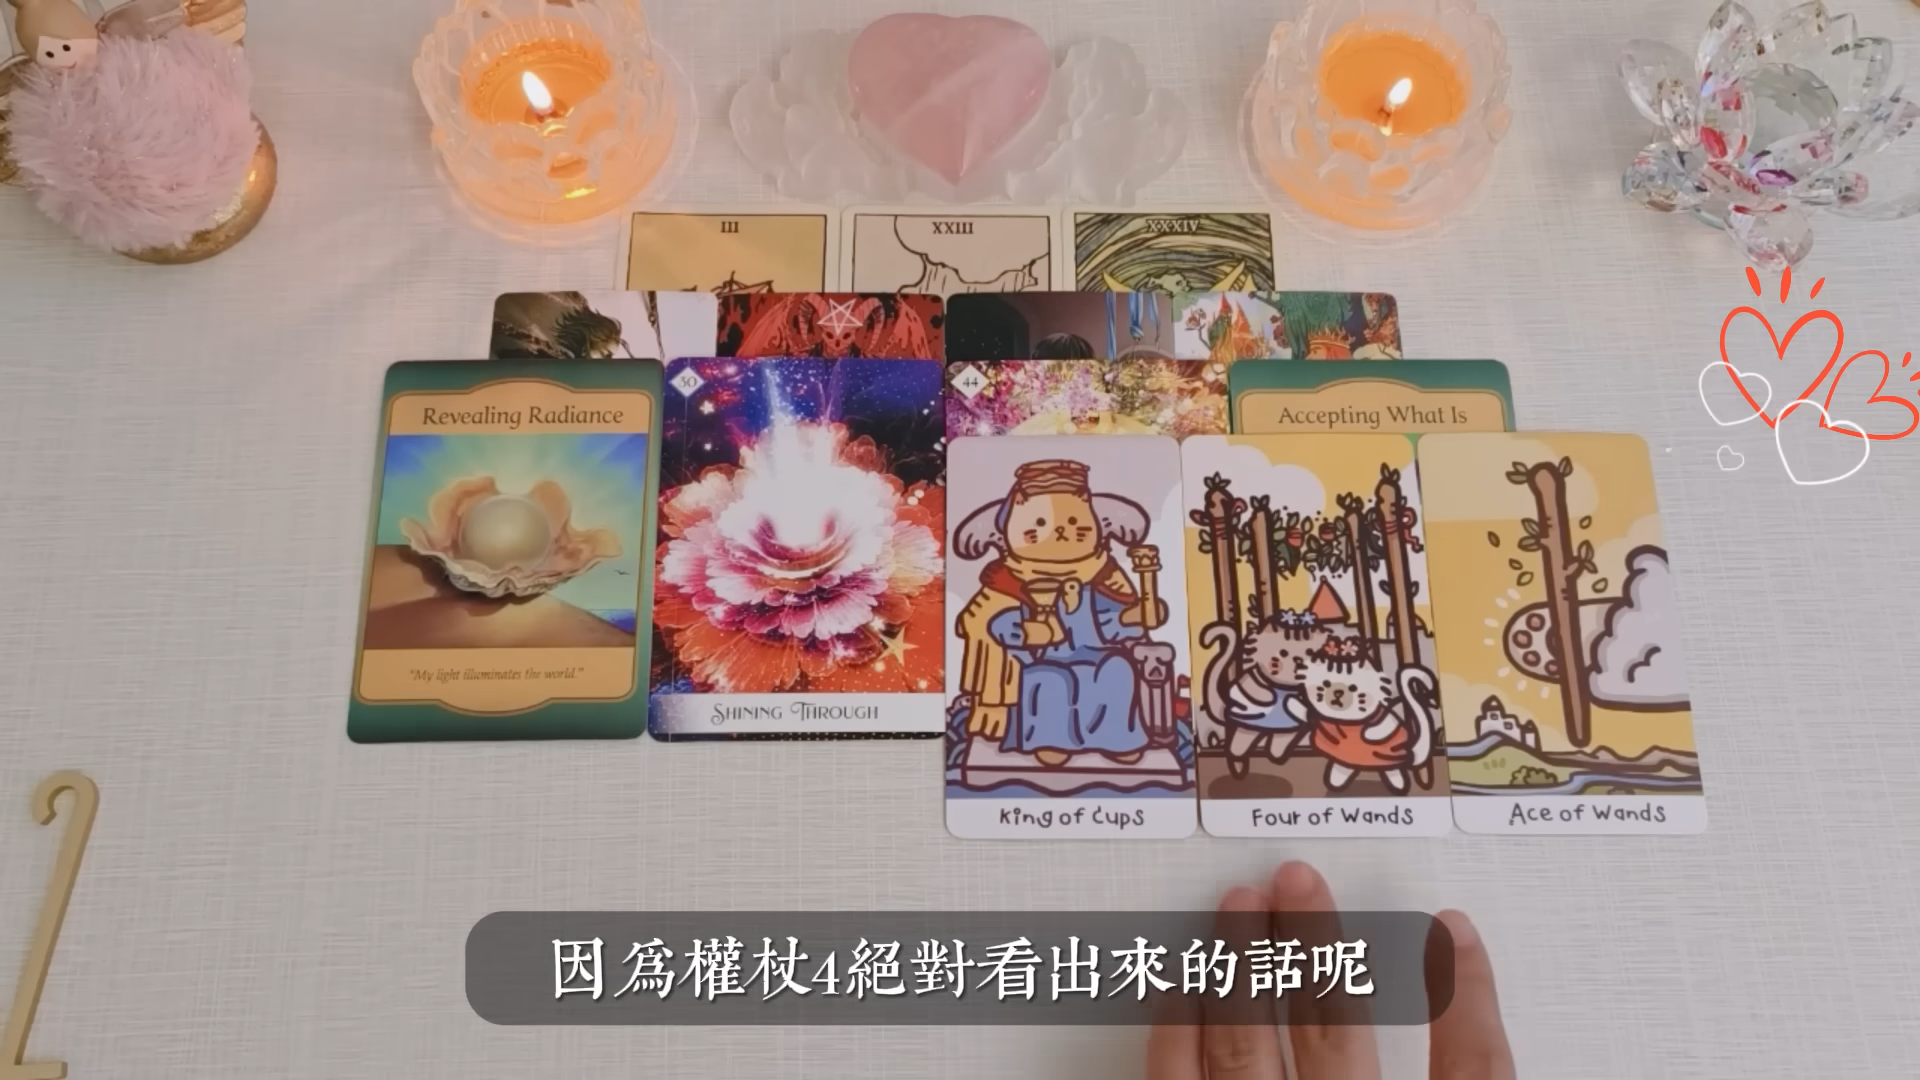 III
XXIII
XXXIV
Revealing Radiance
30
44
Accepting What Is
"My light illuminates the world."
SHINING THROUGH
King of Cups
Four of Wands
Ace of Wands
因爲權杖4絕對看出來的話呢